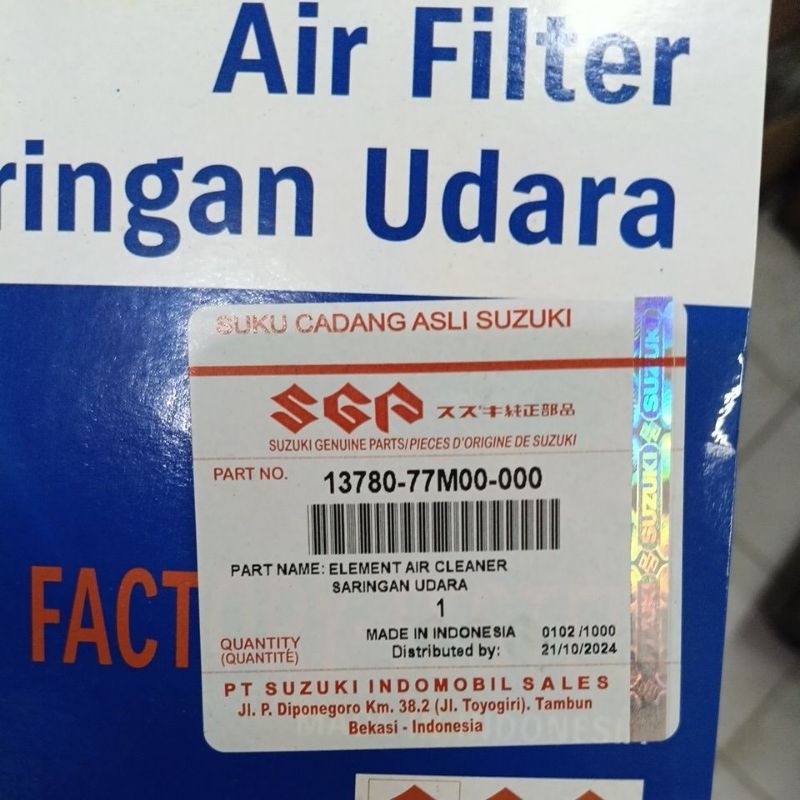 Air Filter
ringan Udara
SUKU CADANG ASLI SUZUKI
SGP スズキ純正部品
SUZUKI GENUINE PARTS/PIECES D'ORIGINE DE SUZUKI
PART NO. 13780-77M00-000
PART NAME: ELEMENT AIR CLEANER
SARINGAN UDARA
1
QUANTITY
(QUANTITÉ)
MADE IN INDONESIA 0102 /1000
Distributed by: 21/10/2024
PT SUZUKI INDOMOBIL SALES
Jl. P. Diponegoro Km. 38.2 (Jl. Toyogiri). Tambun
Bekasi - Indonesia
SUZUKI
SUZUKI
FACT